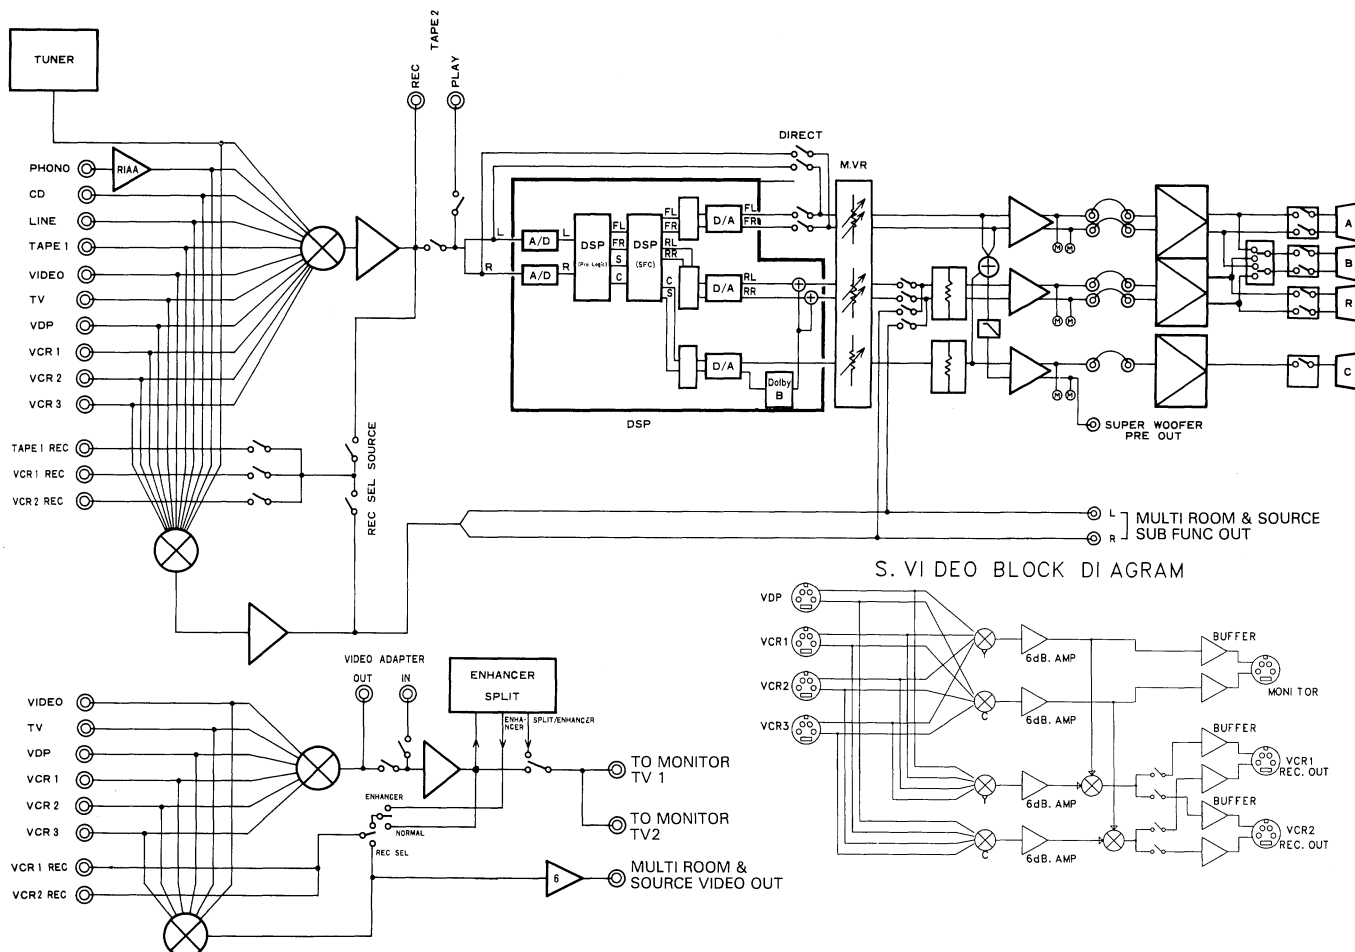 TAPE 2
REC
PLAY
TUNER
DIRECT
M.VR
PHONO
RIAA
CD
LINE
TAPE 1
VIDEO
TV
VDP
VCR 1
VCR 2
VCR 3
L
R
A/D
A/D
L
R
DSP
(Pro Logic)
FL
FR
S
C
DSP
(SFC)
FL
FR
RL
RR
C
S
D/A
D/A
D/A
FL
FR
RL
RR
Dolby
B
DSP
M M
M M
M M
A
B
R
C
SUPER WOOFER
PRE OUT
TAPE 1 REC
VCR 1 REC
VCR 2 REC
REC SEL SOURCE
L
R
MULTI ROOM & SOURCE
SUB FUNC OUT
S. VIDEO BLOCK DIAGRAM
VDP
VCR1
VCR2
VCR3
Y
C
Y
C
6dB. AMP
6dB. AMP
6dB. AMP
6dB. AMP
BUFFER
MONITOR
BUFFER
VCR1
REC. OUT
BUFFER
VCR2
REC. OUT
VIDEO ADAPTER
OUT IN
ENHANCER
SPLIT
ENHA-
NCER
SPLIT/ENHANCER
VIDEO
TV
VDP
VCR 1
VCR 2
VCR 3
VCR 1 REC
VCR2 REC
ENHANCER
NORMAL
REC SEL
TO MONITOR
TV 1
TO MONITOR
TV2
6
MULTI ROOM &
SOURCE VIDEO OUT